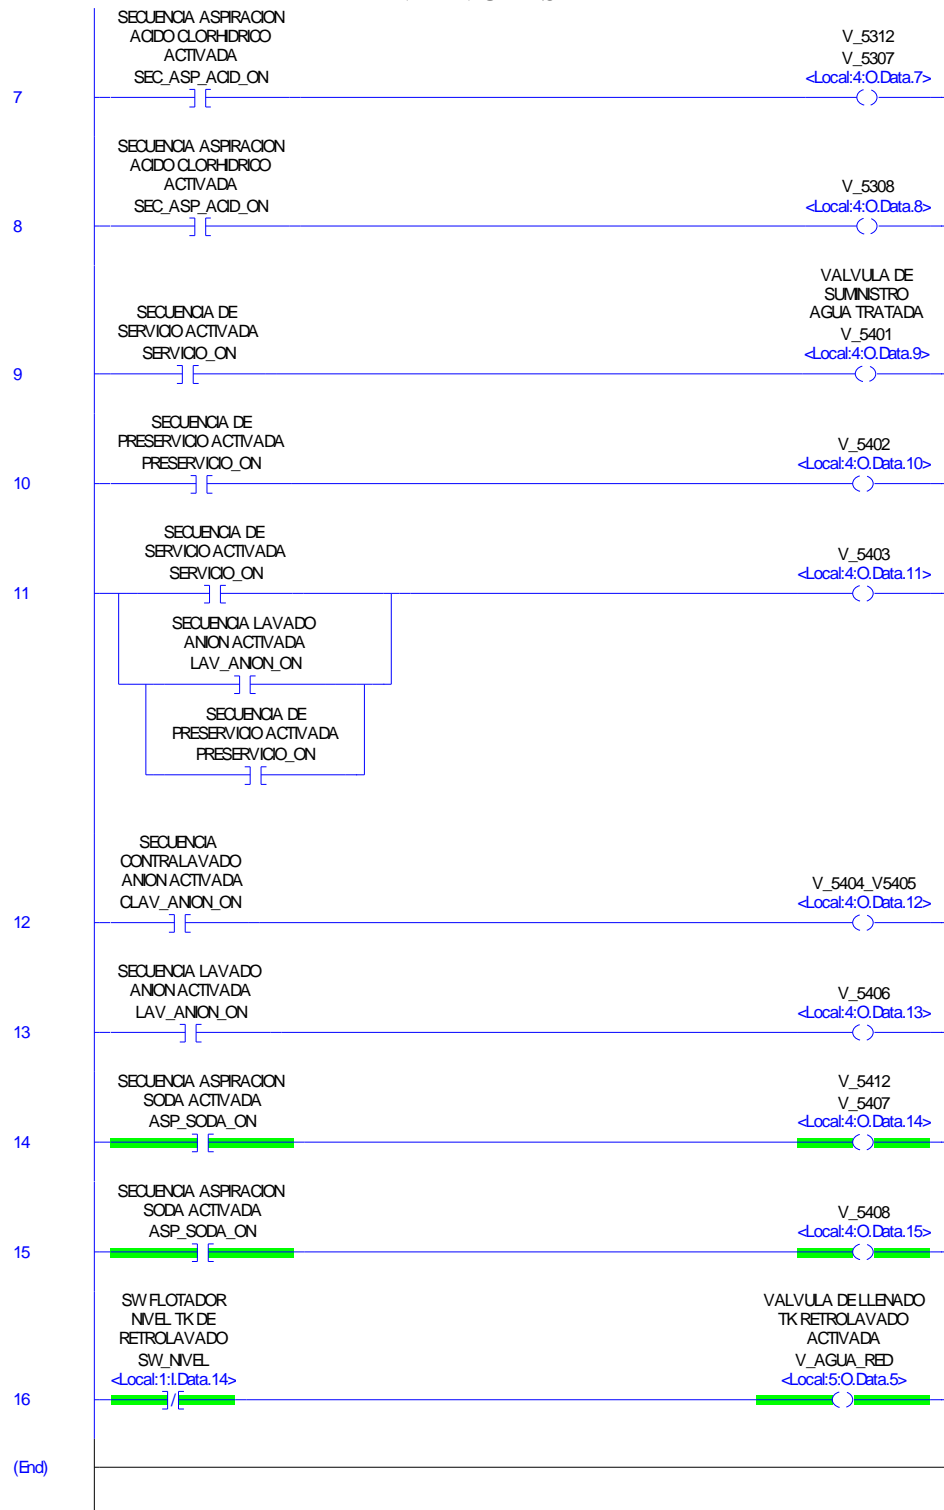 SECUENCIA ASPIRACION
ACIDO CLORHIDRICO
ACTIVADA
SEC_ASP_ACID_ON
V_5312
V_5307
<Local:4:O.Data.7>
7
SECUENCIA ASPIRACION
ACIDO CLORHIDRICO
ACTIVADA
SEC_ASP_ACID_ON
V_5308
<Local:4:O.Data.8>
8
SECUENCIA DE
SERVICIO ACTIVADA
SERVICIO_ON
VALVULA DE
SUMINISTRO
AGUA TRATADA
V_5401
<Local:4:O.Data.9>
9
SECUENCIA DE
PRESERVICIO ACTIVADA
PRESERVICIO_ON
V_5402
<Local:4:O.Data.10>
10
SECUENCIA DE
SERVICIO ACTIVADA
SERVICIO_ON
V_5403
<Local:4:O.Data.11>
11
SECUENCIA LAVADO
ANION ACTIVADA
LAV_ANION_ON
SECUENCIA DE
PRESERVICIO ACTIVADA
PRESERVICIO_ON
SECUENCIA
CONTRALAVADO
ANION ACTIVADA
CLAV_ANION_ON
V_5404_V5405
<Local:4:O.Data.12>
12
SECUENCIA LAVADO
ANION ACTIVADA
LAV_ANION_ON
V_5406
<Local:4:O.Data.13>
13
SECUENCIA ASPIRACION
SODA ACTIVADA
ASP_SODA_ON
V_5412
V_5407
<Local:4:O.Data.14>
14
SECUENCIA ASPIRACION
SODA ACTIVADA
ASP_SODA_ON
V_5408
<Local:4:O.Data.15>
15
SW FLOTADOR
NIVEL TK DE
RETROLAVADO
SW_NIVEL
<Local:1:I.Data.14>
VALVULA DE LLENADO
TK RETROLAVADO
ACTIVADA
V_AGUA_RED
<Local:5:O.Data.5>
16
(End)